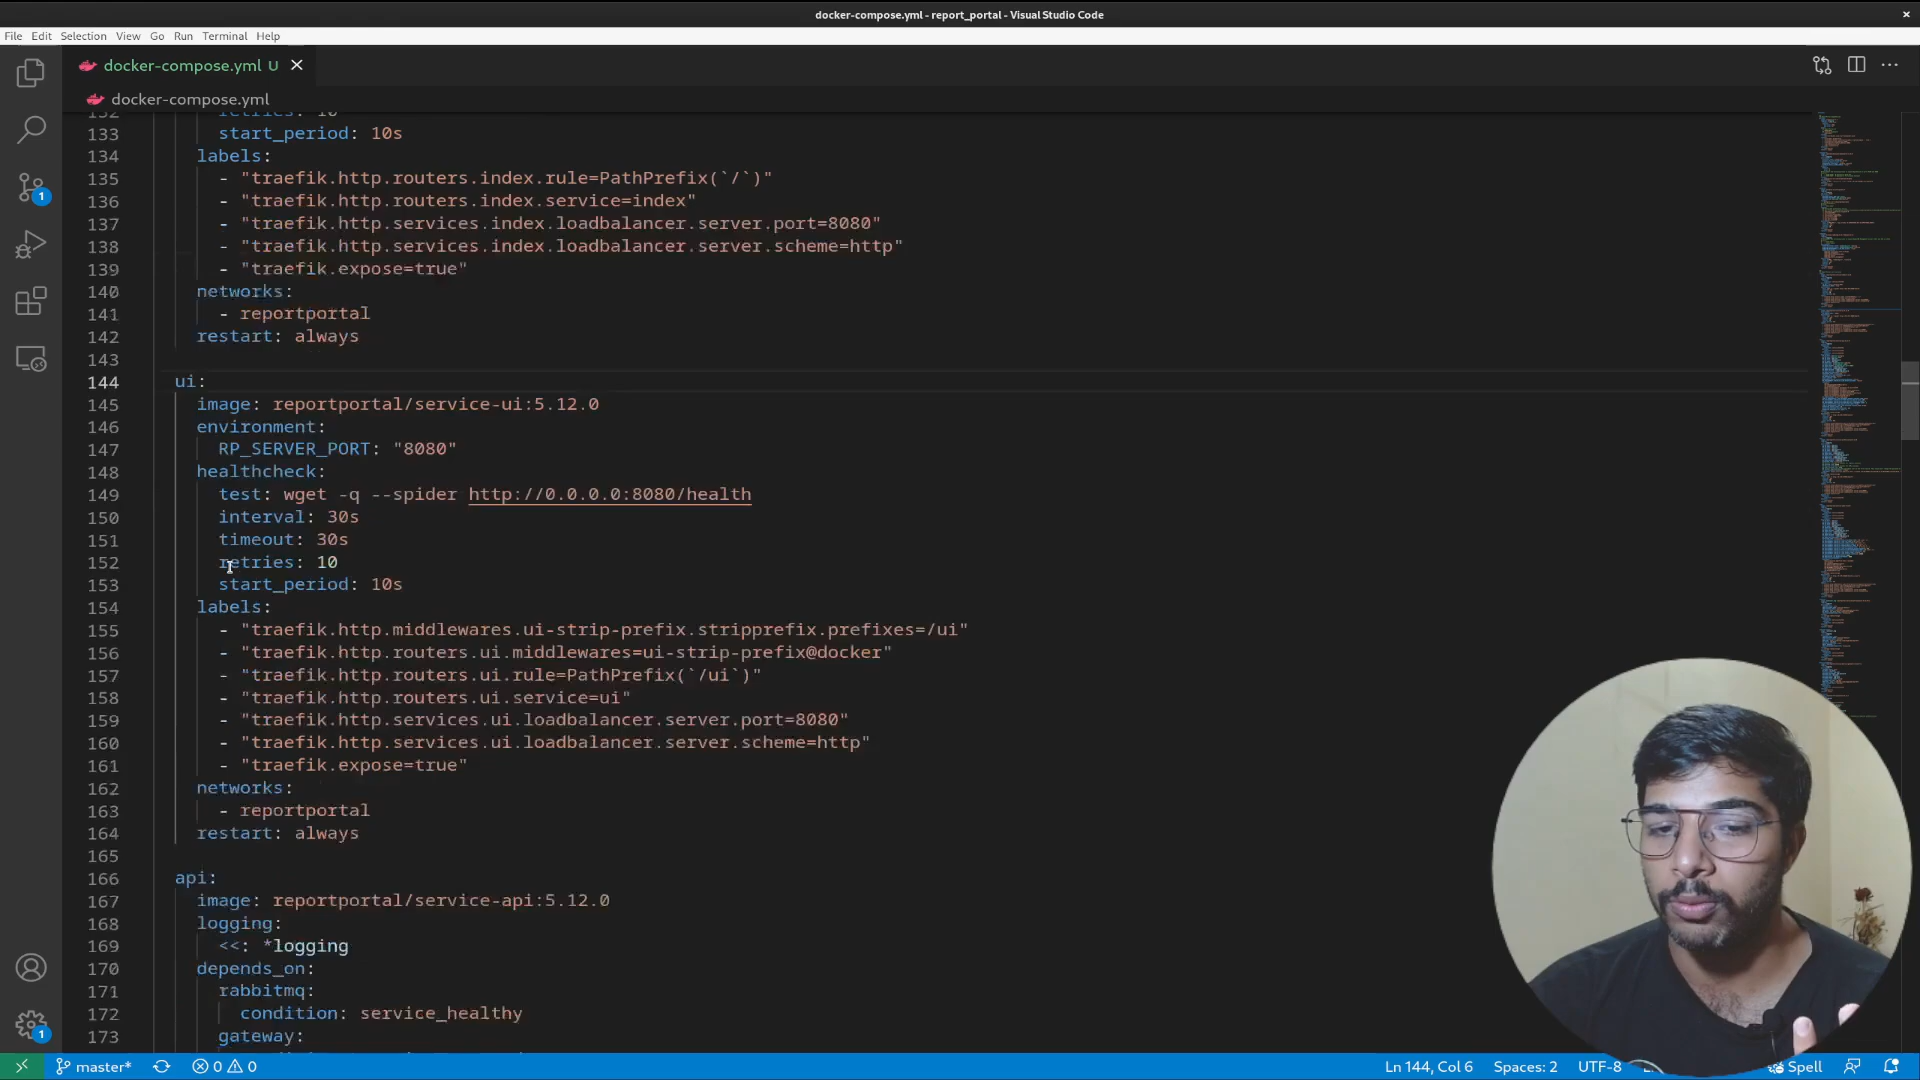 docker-compose.yml - report_portal - Visual Studio Code
File Edit Selection View Go Run Terminal Help
docker-compose.yml U
docker-compose.yml
132 retries: 10
133 start_period: 10s
134 labels:
135 - "traefik.http.routers.index.rule=PathPrefix(`/`)"
136 - "traefik.http.routers.index.service=index"
137 - "traefik.http.services.index.loadbalancer.server.port=8080"
138 - "traefik.http.services.index.loadbalancer.server.scheme=http"
139 - "traefik.expose=true"
140 networks:
141 - reportportal
142 restart: always
143
144 ui:
145 image: reportportal/service-ui:5.12.0
146 environment:
147 RP_SERVER_PORT: "8080"
148 healthcheck:
149 test: wget -q --spider http://0.0.0.0:8080/health
150 interval: 30s
151 timeout: 30s
152 retries: 10
153 start_period: 10s
154 labels:
155 - "traefik.http.middlewares.ui-strip-prefix.stripprefix.prefixes=/ui"
156 - "traefik.http.routers.ui.middlewares=ui-strip-prefix@docker"
157 - "traefik.http.routers.ui.rule=PathPrefix(`/ui`)"
158 - "traefik.http.routers.ui.service=ui"
159 - "traefik.http.services.ui.loadbalancer.server.port=8080"
160 - "traefik.http.services.ui.loadbalancer.server.scheme=http"
161 - "traefik.expose=true"
162 networks:
163 - reportportal
164 restart: always
165
166 api:
167 image: reportportal/service-api:5.12.0
168 logging:
169 <<: *logging
170 depends_on:
171 rabbitmq:
172 condition: service_healthy
173 gateway:
1
1
master* 0 0 Ln 144, Col 6 Spaces: 2 UTF-8 Spell